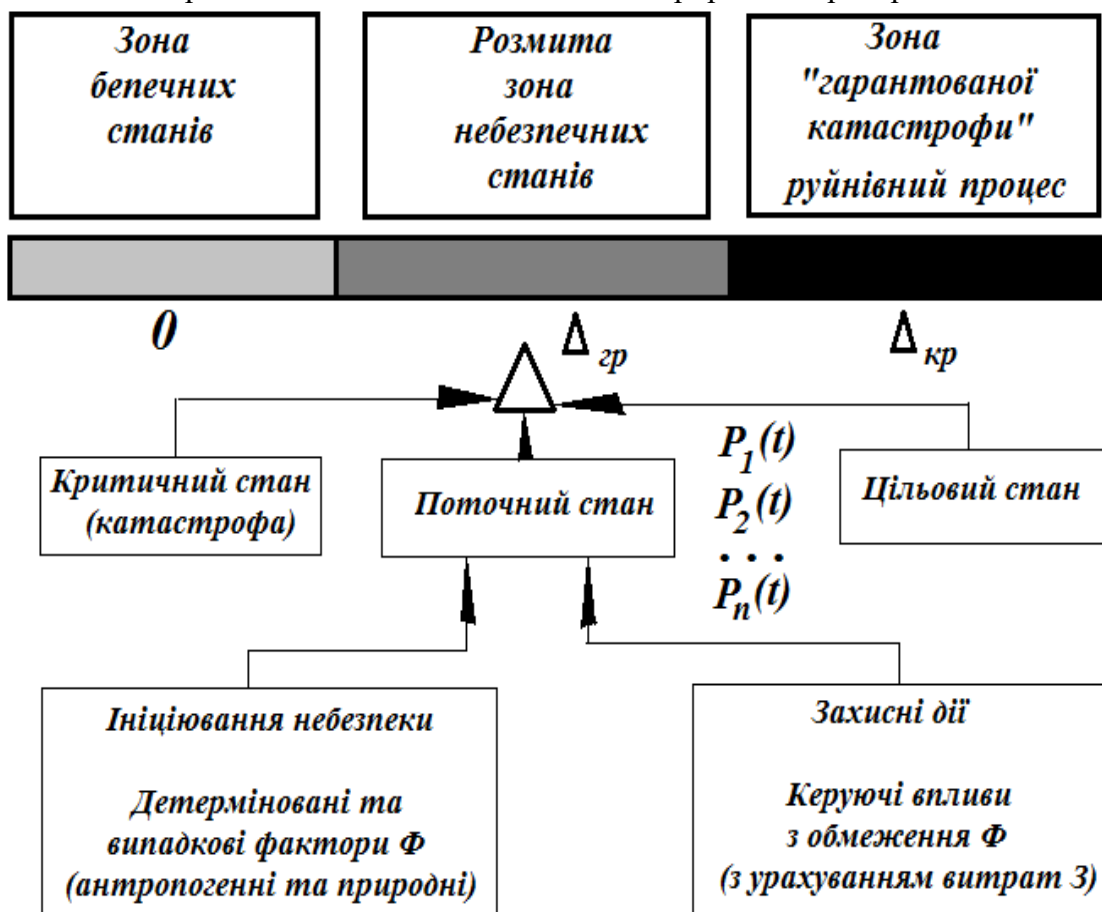 Зона
бепечних
станів
Розмита
зона
небезпечних
станів
Зона
"гарантованої
катастрофи"
руйнівний процес
0
Δгр
Δкр
Критичний стан
(катастрофа)
Поточний стан
P1(t)
P2(t)
. . .
Pn(t)
Цільовий стан
Ініціювання небезпеки
Детерміновані та
випадкові фактори Ф
(антропогенні та природні)
Захисні дії
Керуючі впливи
з обмеження Ф
(з урахуванням витрат З)